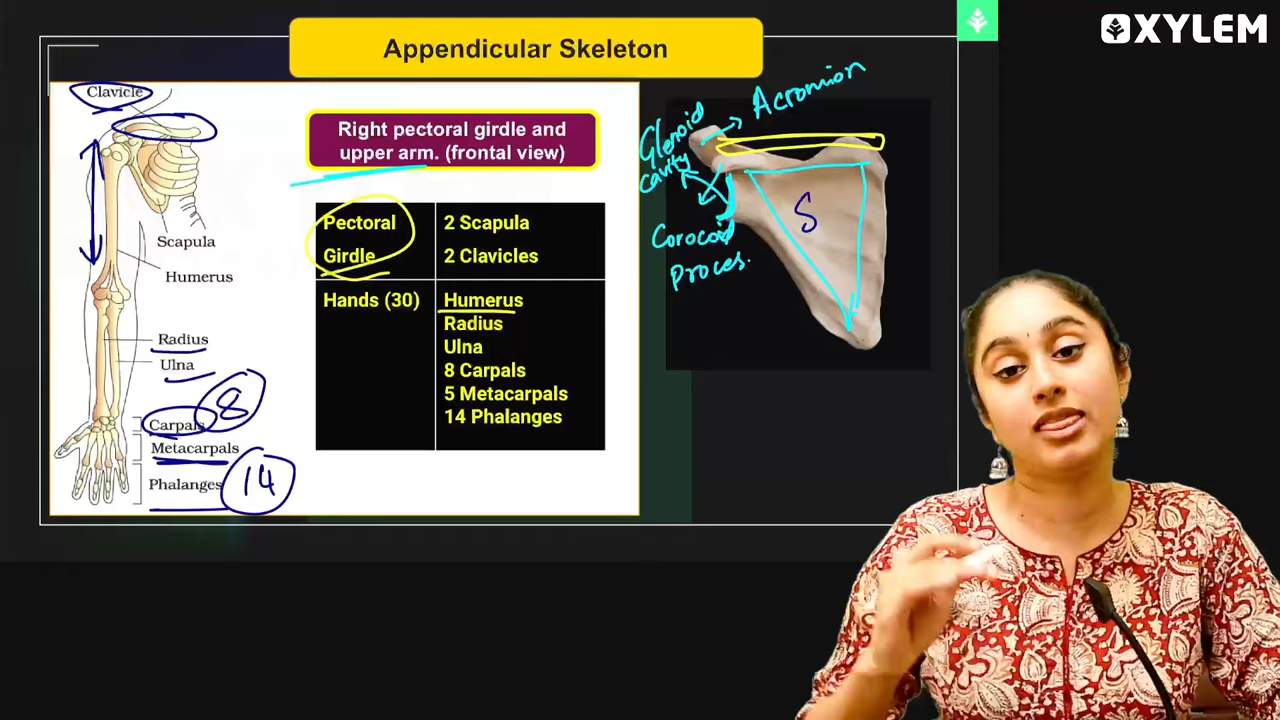 Appendicular Skeleton
XYLEM
Clavicle
Scapula
Humerus
Radius
Ulna
Carpals
8
Metacarpals
Phalanges
14
Right pectoral girdle and
upper arm. (frontal view)
Pectoral
Girdle
2 Scapula
2 Clavicles
Hands (30)
Humerus
Radius
Ulna
8 Carpals
5 Metacarpals
14 Phalanges
Acromion
Glenoid
cavity
Corocoid
Proces.
S